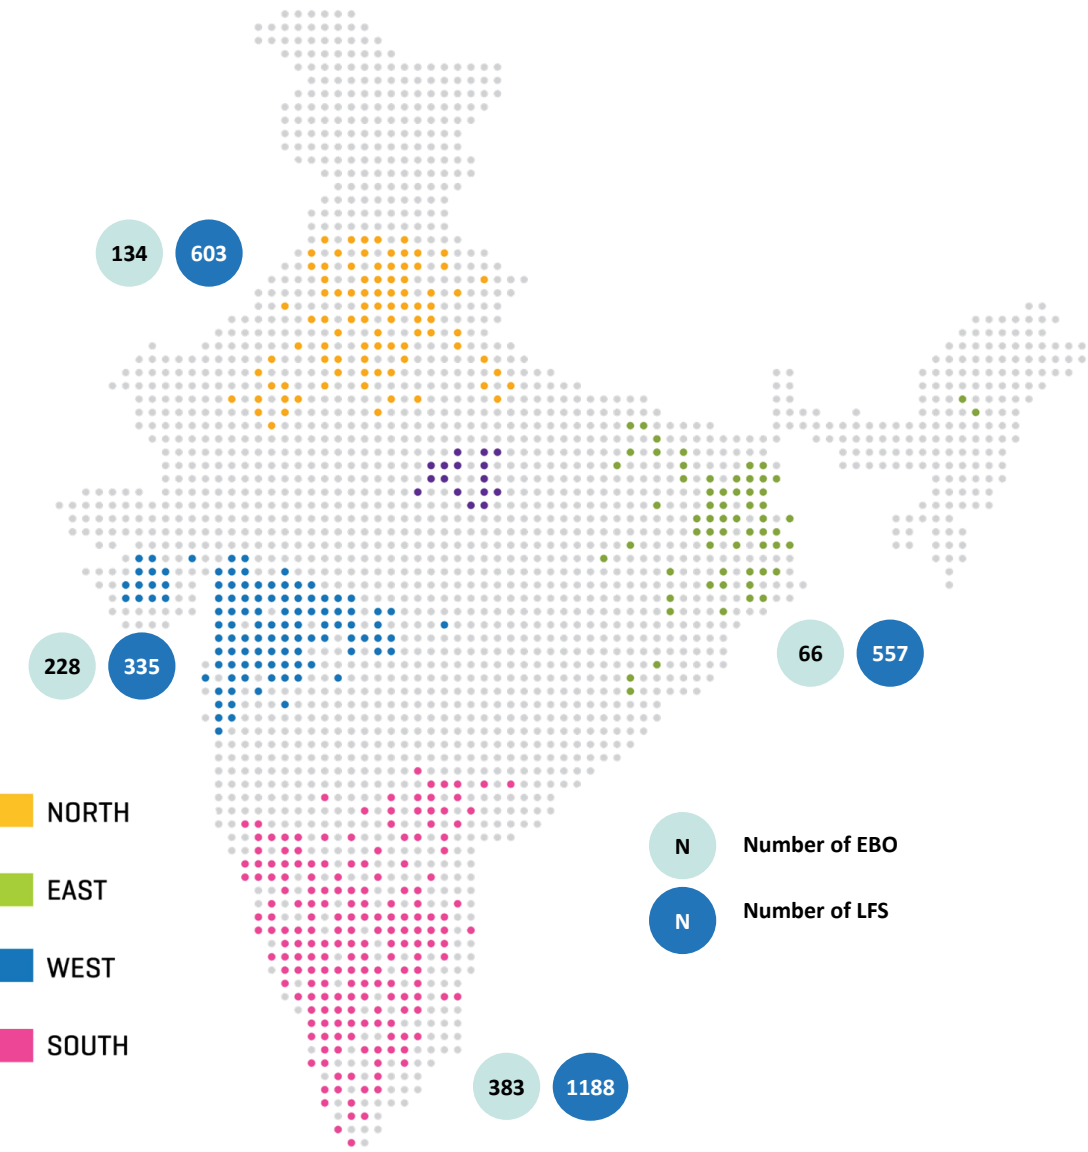 134 603
228 335
66 557
NORTH
EAST
WEST
SOUTH
N Number of EBO
N Number of LFS
383 1188